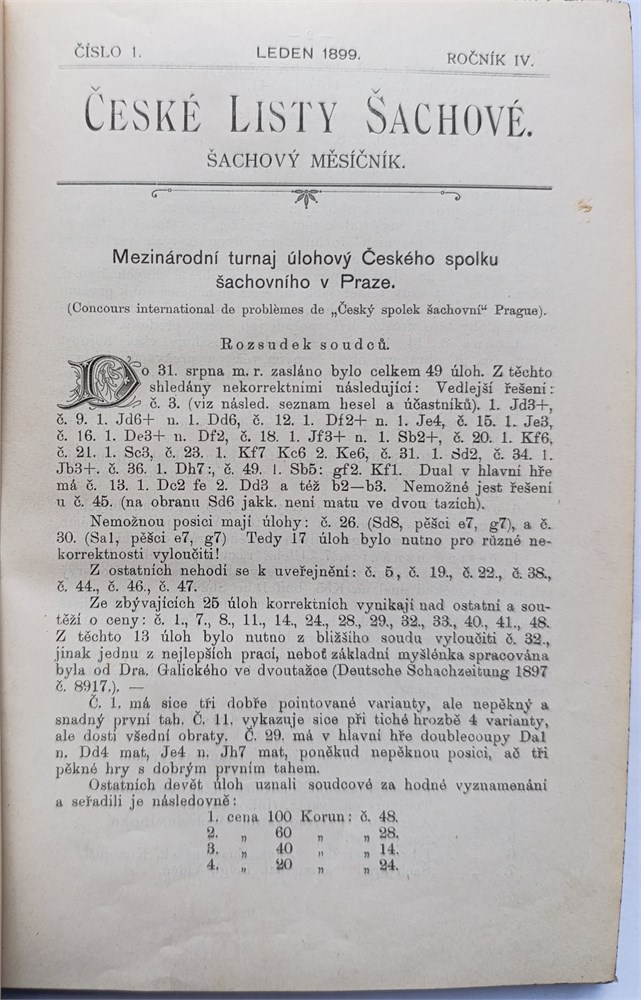 ČÍSLO 1. LEDEN 1899. ROČNÍK IV.
ČESKÉ LISTY ŠACHOVÉ.
ŠACHOVÝ MĚSÍČNÍK.
Mezinárodní turnaj úlohový Českého spolku
šachovního v Praze.
(Concours international de problèmes de „Český spolek šachovní“ Prague).
Rozsudek soudců.
Do 31. srpna m. r. zasláno bylo celkem 49 úloh. Z těchto
shledány nekorrektními následující: Vedlejší řešení:
č. 3. (viz násled. seznam hesel a účastníků). 1. Jd3+,
č. 9. 1. Jd6+ n. 1. Dd6, č. 12. 1. Df2+ n. 1. Je4, č. 15. 1. Je3,
č. 16. 1. De3+ n. Df2, č. 18. 1. Jf3+ n. 1. Sb2+, č. 20. 1. Kf6,
č. 21. 1. Sc3, č. 23. 1. Kf7 Kc6 2. Ke6, č. 31. 1. Sd2, č. 34. 1.
Jb3+. č. 36. 1. Dh7:, č. 49. 1. Sb5: gf2. Kf1. Dual v hlavní hře
má č. 13. 1. Dc2 fe 2. Dd3 a též b2—b3. Nemožné jest řešení
u č. 45. (na obranu Sd6 jakk. není matu ve dvou tazích).
Nemožnou posici mají úlohy: č. 26. (Sd8, pěšci e7, g7), a č.
30. (Sa1, pěšci e7, g7) Tedy 17 úloh bylo nutno pro různé ne-
korrektnosti vyloučiti!
Z ostatních nehodí se k uveřejnění: č. 5, č. 19., č. 22., č. 38.,
č. 44., č. 46., č. 47.
Ze zbývajících 25 úloh korrektních vynikají nad ostatní a sou-
těží o ceny: č. 1., 7., 8., 11., 14., 24., 28., 29., 32., 33., 40., 41., 48.
Z těchto 13 úloh bylo nutno z bližšího soudu vyloučiti č. 32.,
jinak jednu z nejlepších prací, neboť základní myšlénka spracována
byla od Dra. Galického ve dvoutažce (Deutsche Schachzeitung 1897
č. 8917.). —
Č. 1. má sice tři dobře pointované varianty, ale nepěkný a
snadný první tah. Č. 11. vykazuje sice při tiché hrozbě 4 varianty,
ale dosti všední obraty. Č. 29. má v hlavní hře doublecoupy Da1
n. Dd4 mat, Je4 n. Jh7 mat, poněkud nepěknou posici, ač tři
pěkné hry s dobrým prvním tahem.
Ostatních devět úloh uznali soudcové za hodné vyznamenání
a seřadili je následovně:
1. cena 100 Korun: č. 48.
2. „ 60 „ „ 28.
3. „ 40 „ „ 14.
4. „ 20 „ „ 24.